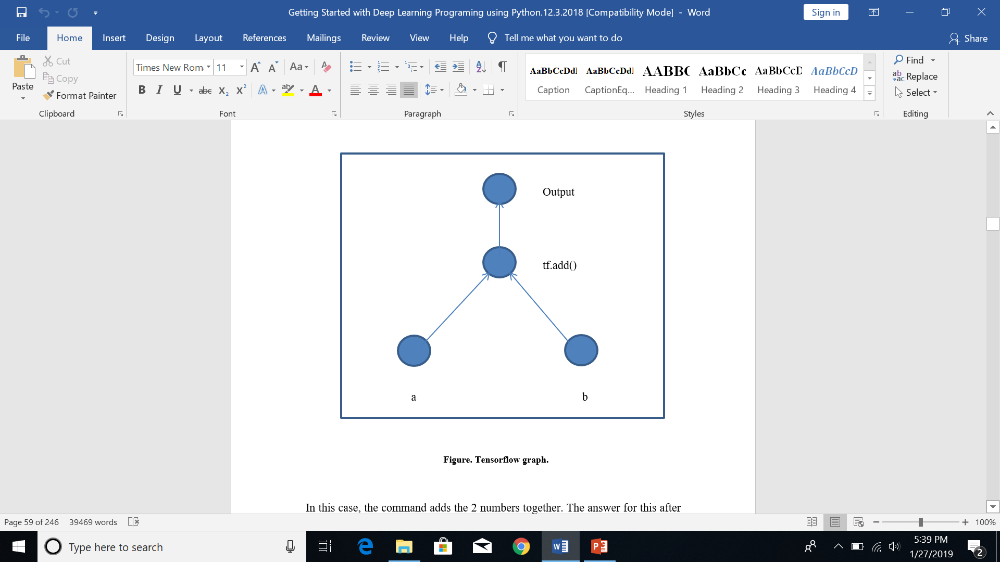 Getting Started with Deep Learning Programing using Python.12.3.2018 [Compatibility Mode] - Word
Sign in
File Home Insert Design Layout References Mailings Review View Help Tell me what you want to do Share
Paste
Cut
Copy
Format Painter
Clipboard
Times New Rom 11
Font
Paragraph
AaBbCcDdI AaBbCcDdI AABBC AaBbCc AaBbCcD AaBbCcD
Caption CaptionEq... Heading 1 Heading 2 Heading 3 Heading 4
Styles
Find
Replace
Select
Editing
Output
tf.add()
a b
Figure. Tensorflow graph.
In this case, the command adds the 2 numbers together. The answer for this after
Page 59 of 246 39469 words 100%
Type here to search
5:39 PM
1/27/2019
2